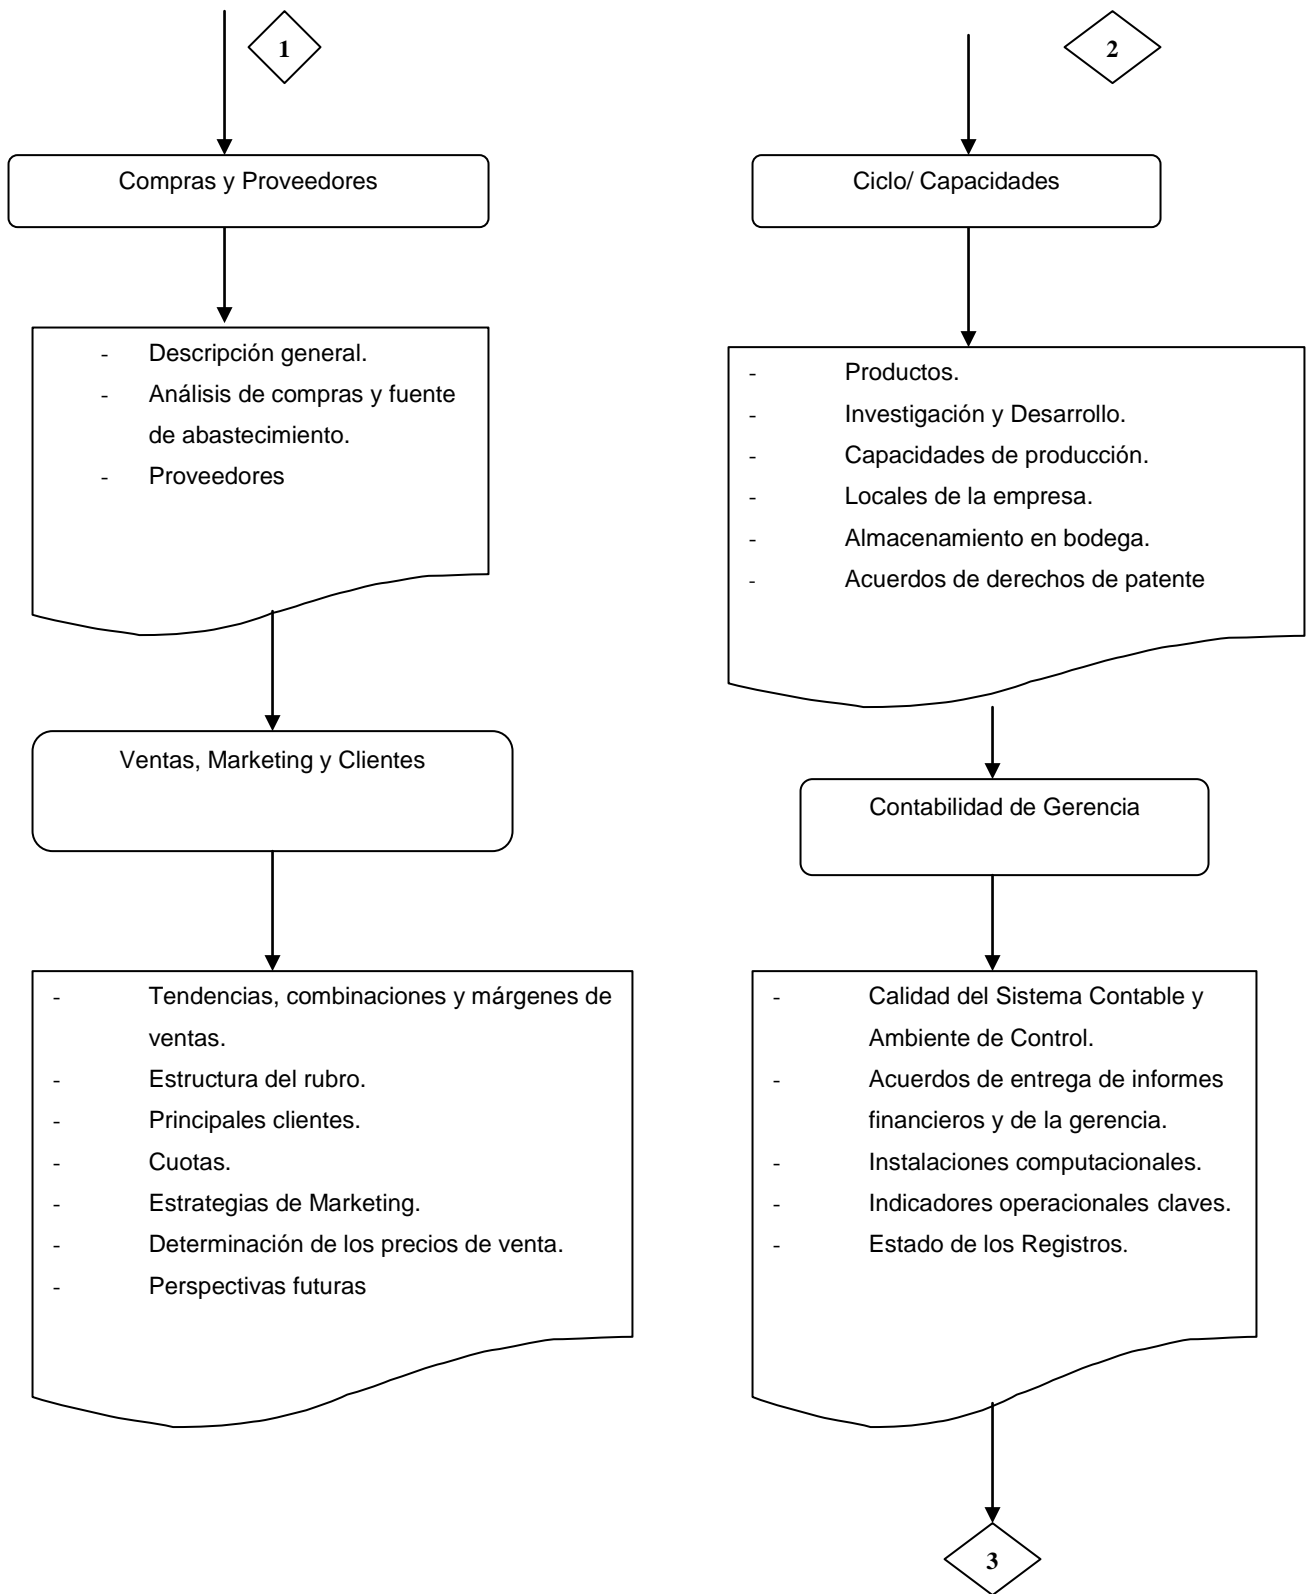 1
Compras y Proveedores
- Descripción general.
- Análisis de compras y fuente
de abastecimiento.
- Proveedores
Ventas, Marketing y Clientes
- Tendencias, combinaciones y márgenes de
ventas.
- Estructura del rubro.
- Principales clientes.
- Cuotas.
- Estrategias de Marketing.
- Determinación de los precios de venta.
- Perspectivas futuras
2
Ciclo/ Capacidades
- Productos.
- Investigación y Desarrollo.
- Capacidades de producción.
- Locales de la empresa.
- Almacenamiento en bodega.
- Acuerdos de derechos de patente
Contabilidad de Gerencia
- Calidad del Sistema Contable y
Ambiente de Control.
- Acuerdos de entrega de informes
financieros y de la gerencia.
- Instalaciones computacionales.
- Indicadores operacionales claves.
- Estado de los Registros.
3